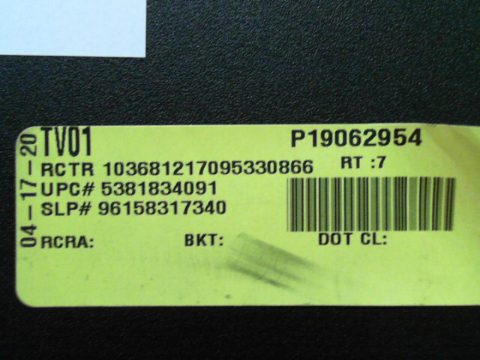 04-17-20
TV01 P19062954
RCTR 103681217095330866 RT :7
UPC# 5381834091
SLP# 96158317340
RCRA: BKT: DOT CL: